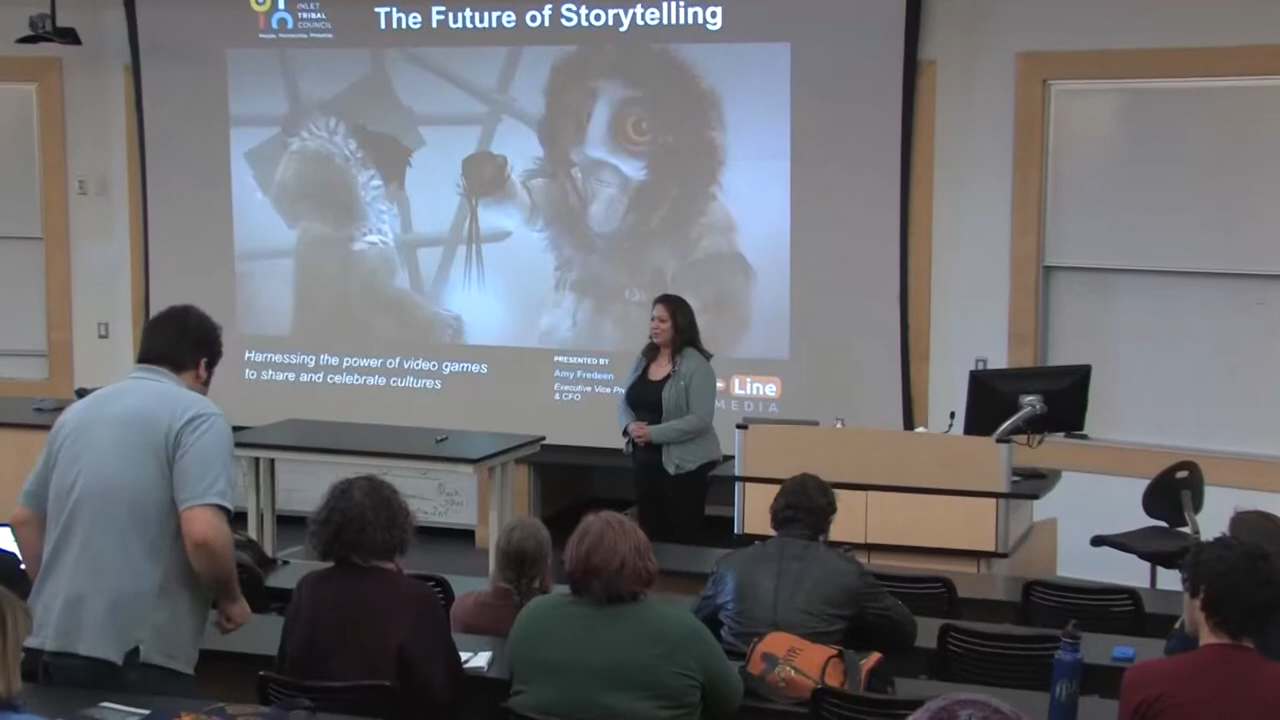 INLET
TRIBAL
COUNCIL
The Future of Storytelling
Harnessing the power of video games
to share and celebrate cultures
PRESENTED BY
Amy Fredeen
Executive Vice Pr
& CFO
Line
MEDIA